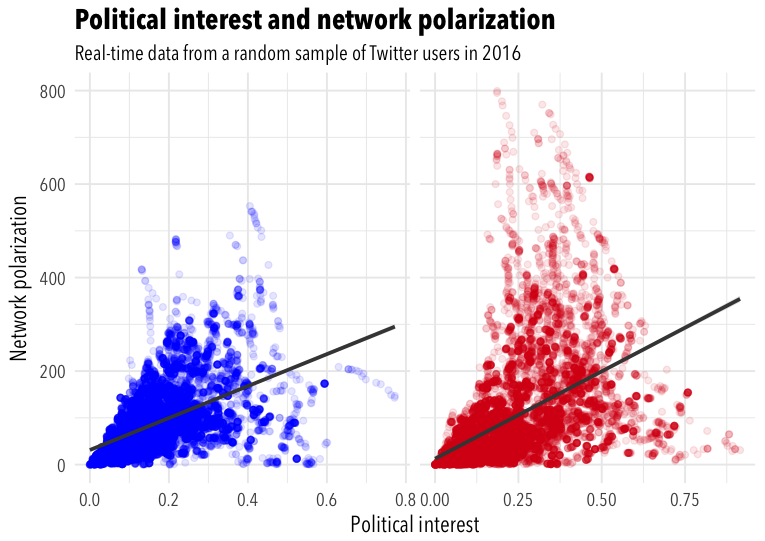 Political interest and network polarization
Real-time data from a random sample of Twitter users in 2016
Network polarization
800
600
400
200
0
0.0 0.2 0.4 0.6 0.8
0.00 0.25 0.50 0.75
Political interest